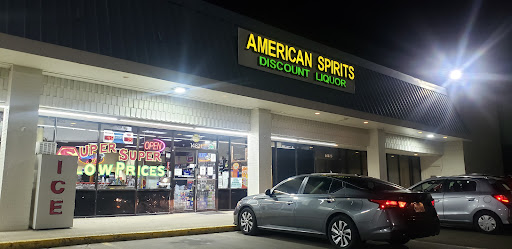 AMERICAN SPIRITS
DISCOUNT LIQUOR
OPEN
SUPER SUPER
LOW PRICES
ICE